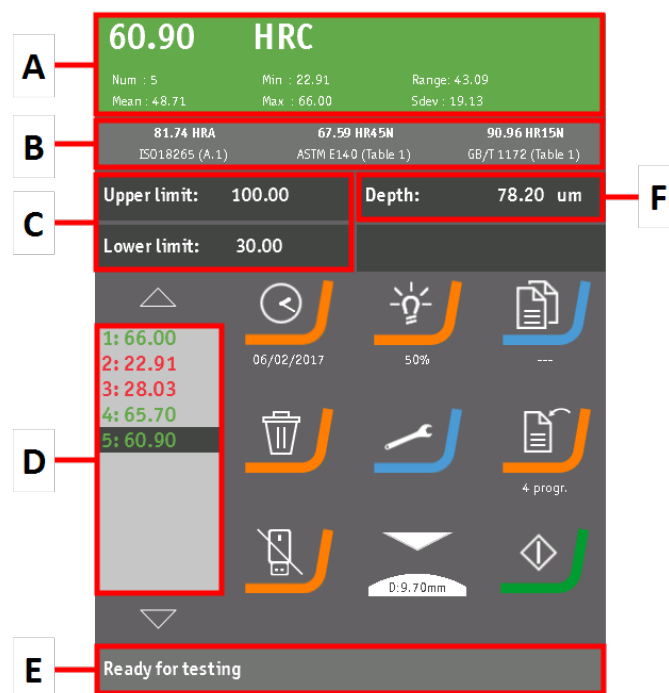 A
60.90 HRC
Num : 5 Min : 22.91 Range: 43.09
Mean : 48.71 Max : 66.00 Sdev : 19.13
B
81.74 HRA 67.59 HR45N 90.96 HR15N
ISO18265 (A.1) ASTM E140 (Table 1) GB/T 1172 (Table 1)
C
Upper limit: 100.00
Lower limit: 30.00
Depth: 78.20 um
F
D
1: 66.00
2: 22.91
3: 28.03
4: 65.70
5: 60.90
06/02/2017 50% ---
4 progr.
D:9.70mm
E
Ready for testing